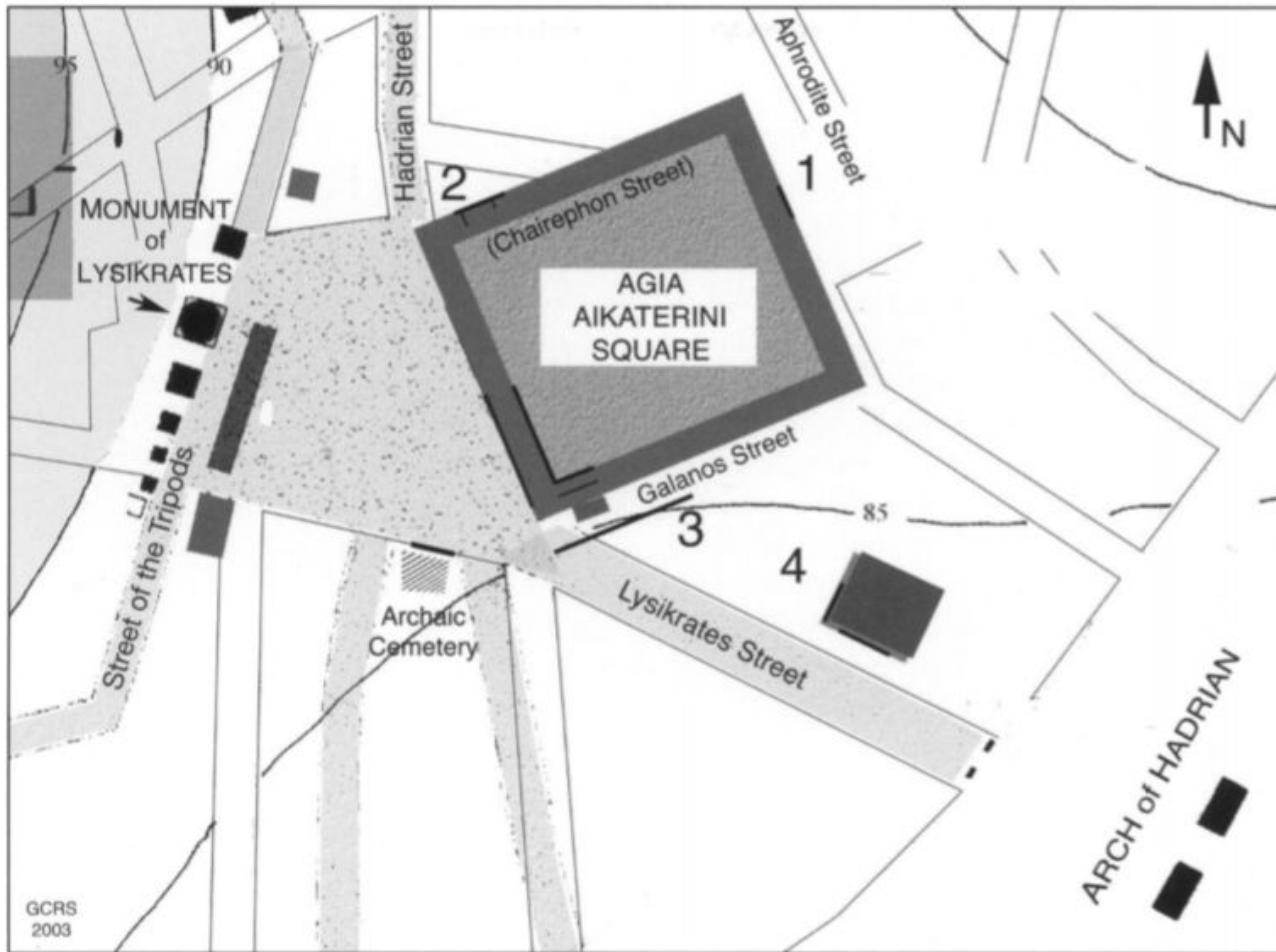 95
90
Hadrian Street
Aphrodite Street
N
MONUMENT
of
LYSIKRATES
2
1
(Chairephon Street)
AGIA
AIKATERINI
SQUARE
Galanos Street
85
3
4
Street of the Tripods
Archaic
Cemetery
Lysikrates Street
ARCH of HADRIAN
GCRS
2003